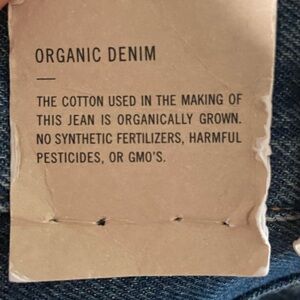 ORGANIC DENIM
THE COTTON USED IN THE MAKING OF
THIS JEAN IS ORGANICALLY GROWN.
NO SYNTHETIC FERTILIZERS, HARMFUL
PESTICIDES, OR GMO'S.